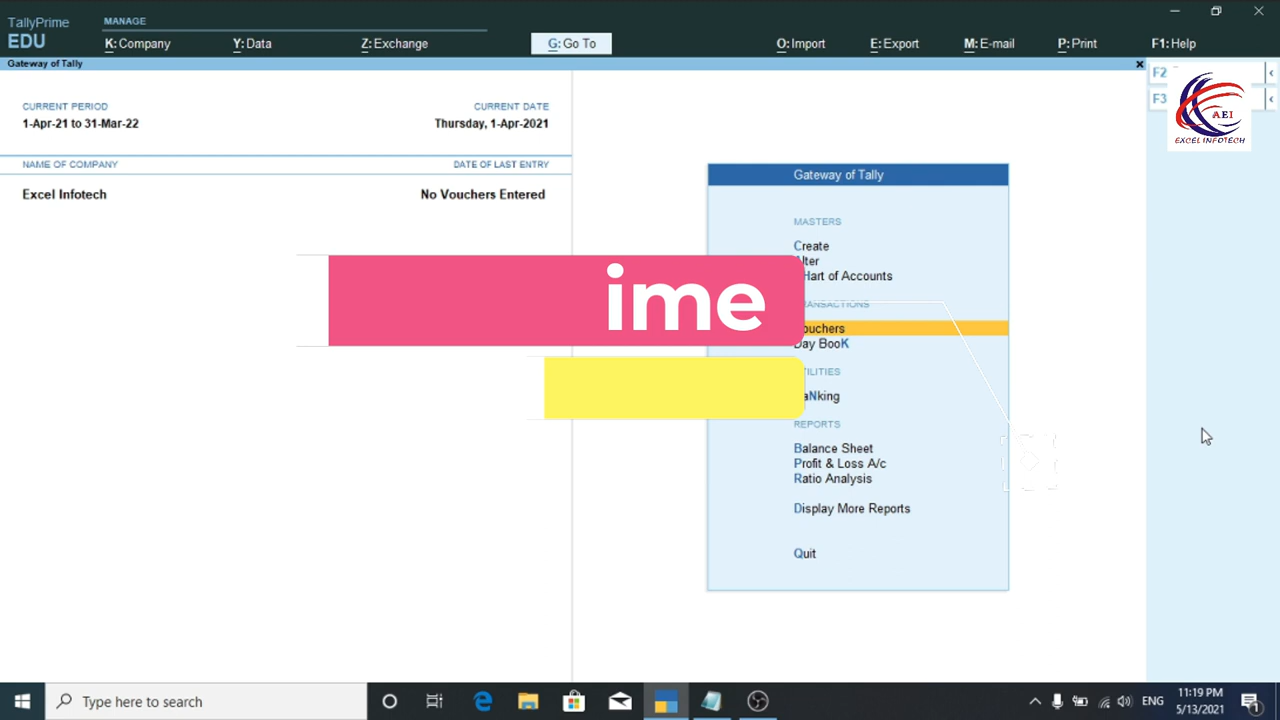 TallyPrime
EDU
MANAGE
K:Company
Y:Data
Z:Exchange
G:Go To
O:Import
E:Export
M:E-mail
P:Print
F1:Help
Gateway of Tally
F2
F3
AEI
EXCEL INFOTECH
CURRENT PERIOD
CURRENT DATE
1-Apr-21 to 31-Mar-22
Thursday, 1-Apr-2021
NAME OF COMPANY
DATE OF LAST ENTRY
Excel Infotech
No Vouchers Entered
ime
Gateway of Tally
MASTERS
Create
lter
Hart of Accounts
RANSACTIONS
ouchers
Day BooK
TILITIES
aNking
REPORTS
Balance Sheet
Profit & Loss A/c
Ratio Analysis
Display More Reports
Quit
Type here to search
ENG
11:19 PM
5/13/2021
1